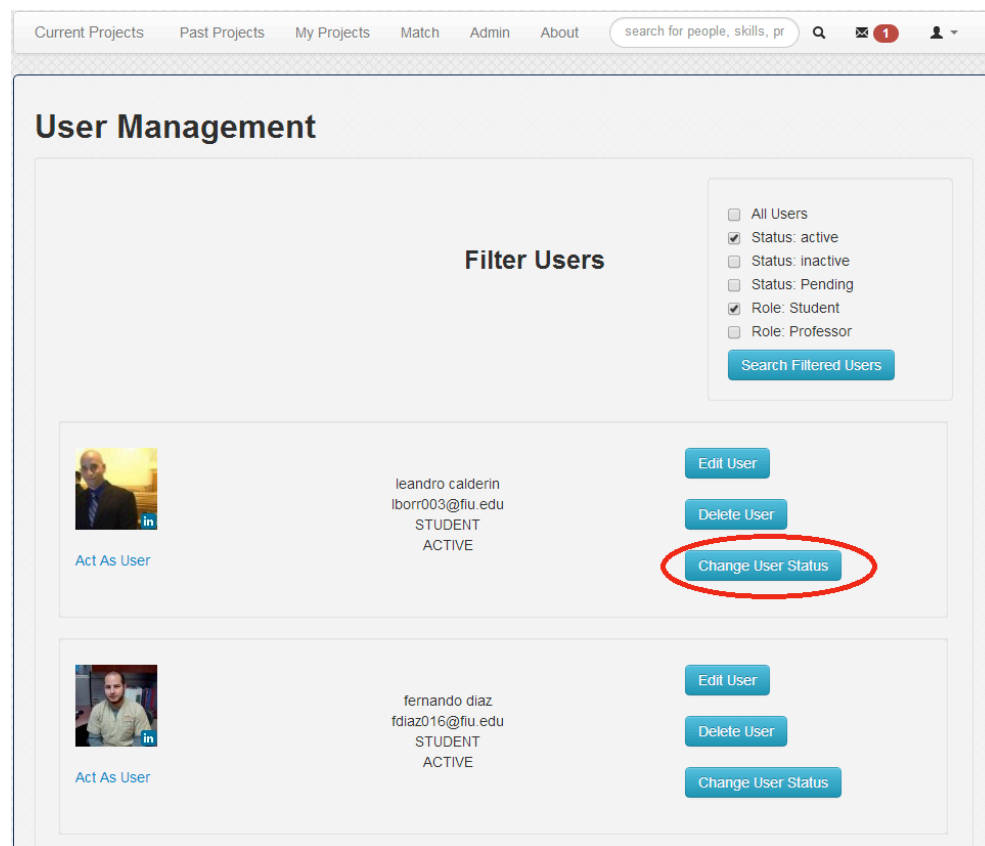 Current Projects Past Projects My Projects Match Admin About search for people, skills, pr 1
User Management
Filter Users
All Users
Status: active
Status: inactive
Status: Pending
Role: Student
Role: Professor
Search Filtered Users
in
Act As User
leandro calderin
lborr003@fiu.edu
STUDENT
ACTIVE
Edit User
Delete User
Change User Status
in
Act As User
fernando diaz
fdiaz016@fiu.edu
STUDENT
ACTIVE
Edit User
Delete User
Change User Status